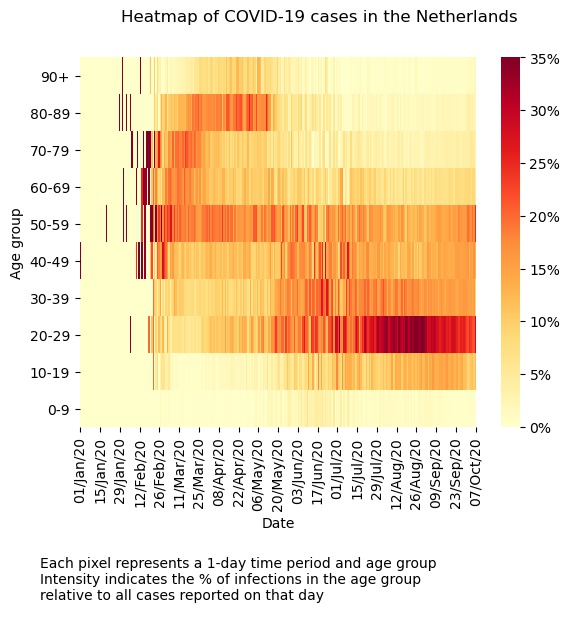 Heatmap of COVID-19 cases in the Netherlands
90+
80-89
70-79
60-69
50-59
40-49
30-39
20-29
10-19
0-9
Age group
35%
30%
25%
20%
15%
10%
5%
0%
01/Jan/20
15/Jan/20
29/Jan/20
12/Feb/20
26/Feb/20
11/Mar/20
25/Mar/20
08/Apr/20
22/Apr/20
06/May/20
20/May/20
03/Jun/20
17/Jun/20
01/Jul/20
15/Jul/20
29/Jul/20
12/Aug/20
26/Aug/20
09/Sep/20
23/Sep/20
07/Oct/20
Date
Each pixel represents a 1-day time period and age group
Intensity indicates the % of infections in the age group
relative to all cases reported on that day